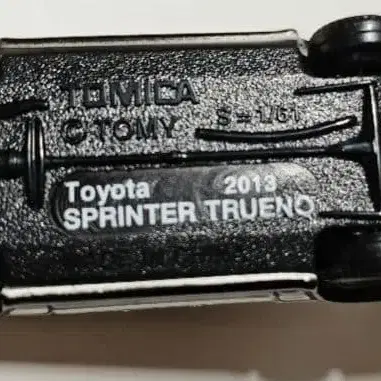 TOMICA
© TOMY S=1/61
Toyota 2013
SPRINTER TRUENO